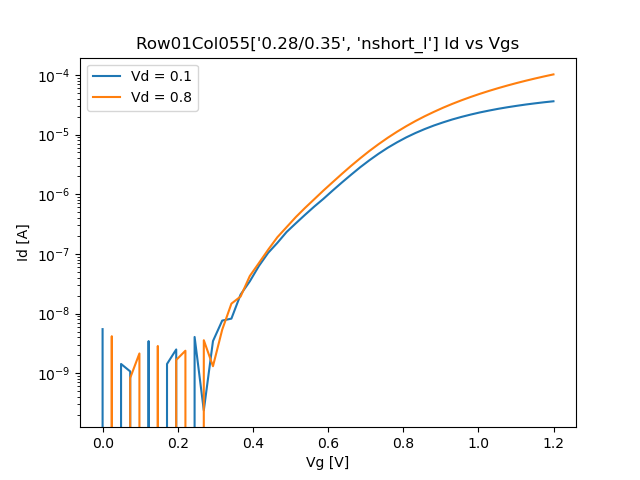 Row01Col055['0.28/0.35', 'nshort_l'] Id vs Vgs
Vd = 0.1
Vd = 0.8
Id [A]
10⁻⁴
10⁻⁵
10⁻⁶
10⁻⁷
10⁻⁸
10⁻⁹
0.0 0.2 0.4 0.6 0.8 1.0 1.2
Vg [V]